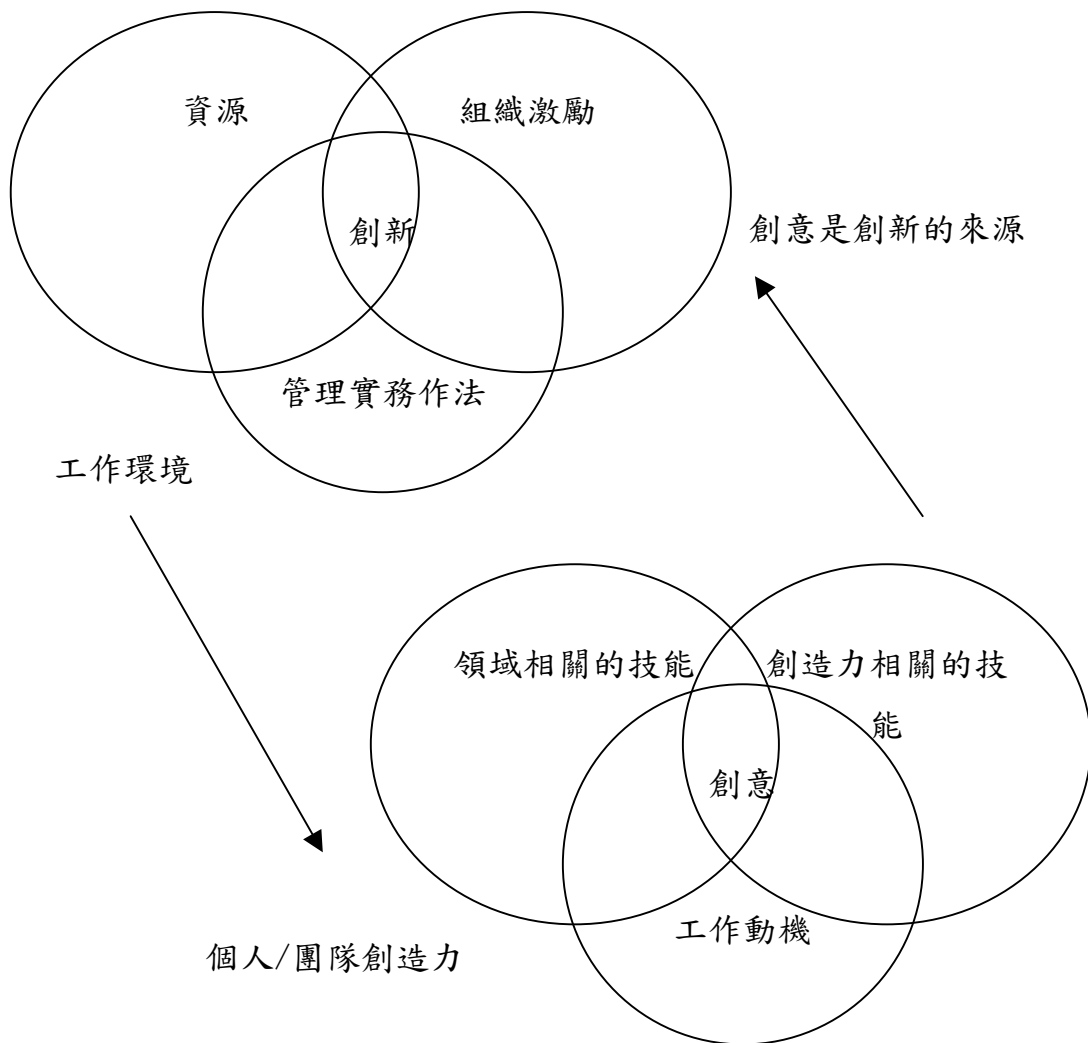 資源
組織激勵
創新
創意是創新的來源
管理實務作法
工作環境
領域相關的技能
創造力相關的技
能
創意
工作動機
個人/團隊創造力